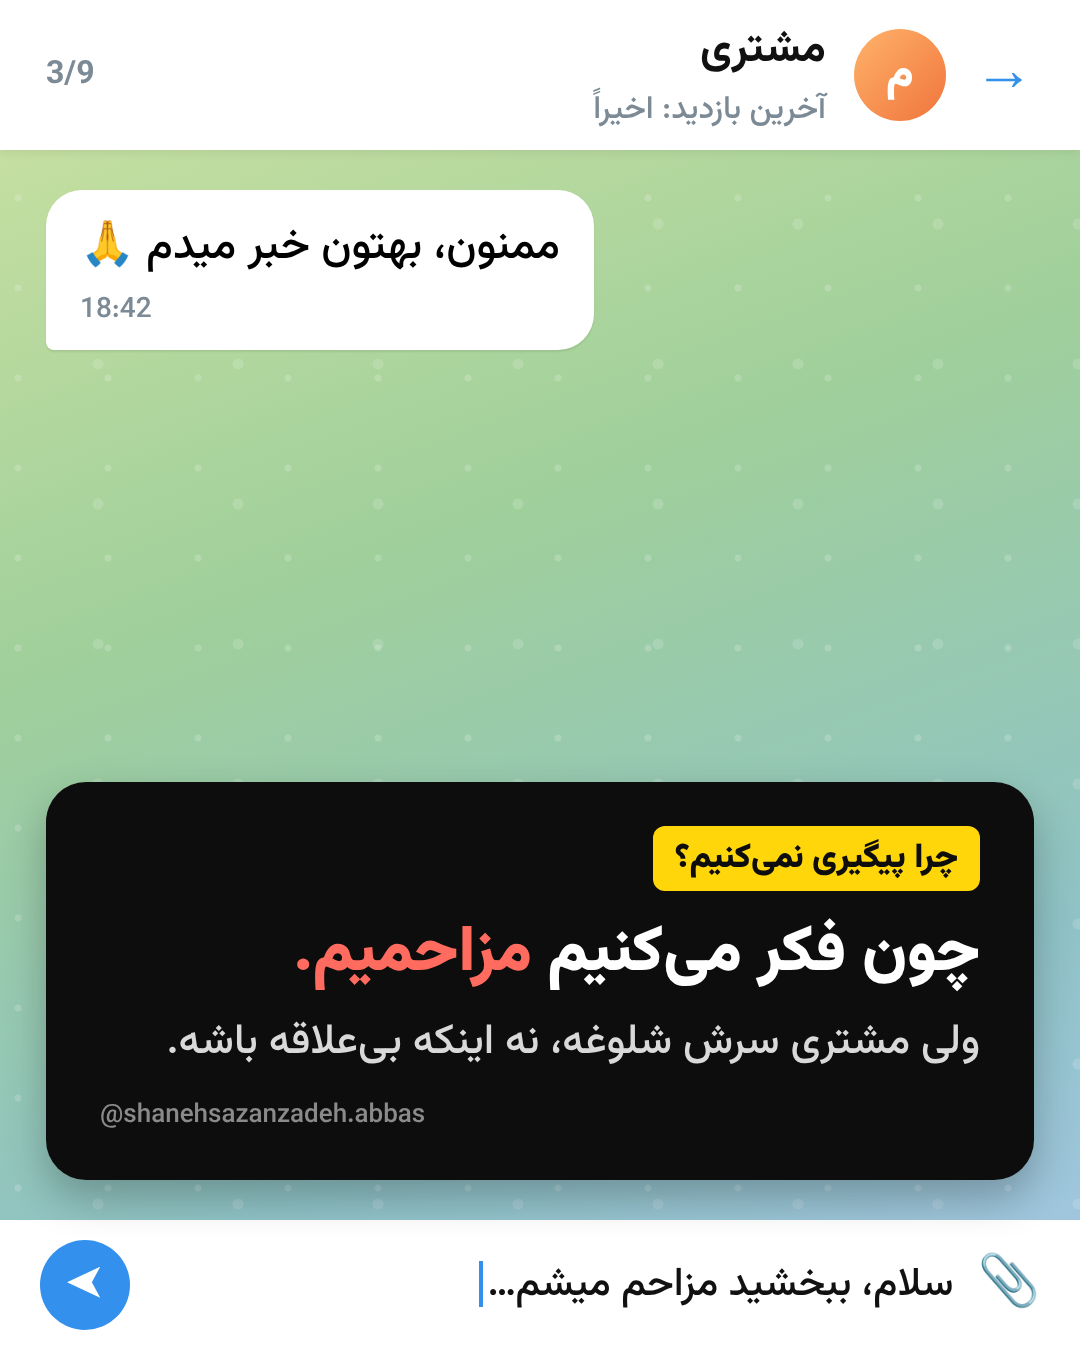 مشتری
آخرین بازدید: اخیراً
م
3/9
ممنون، بهتون خبر میدم 🙏
18:42
چرا پیگیری نمی‌کنیم؟
چون فکر می‌کنیم مزاحمیم.
ولی مشتری سرش شلوغه، نه اینکه بی‌علاقه باشه.
@shanehsazanzadeh.abbas
سلام، ببخشید مزاحم میشم...